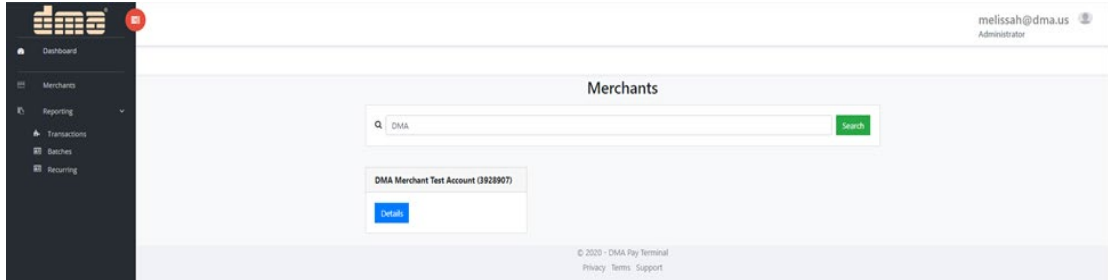 dma
melissah@dma.us
Administrator
Dashboard
Merchants
Reporting
Transactions
Batches
Recurring
Merchants
DMA
Search
DMA Merchant Test Account (3928907)
Details
© 2020 - DMA Pay Terminal
Privacy Terms Support